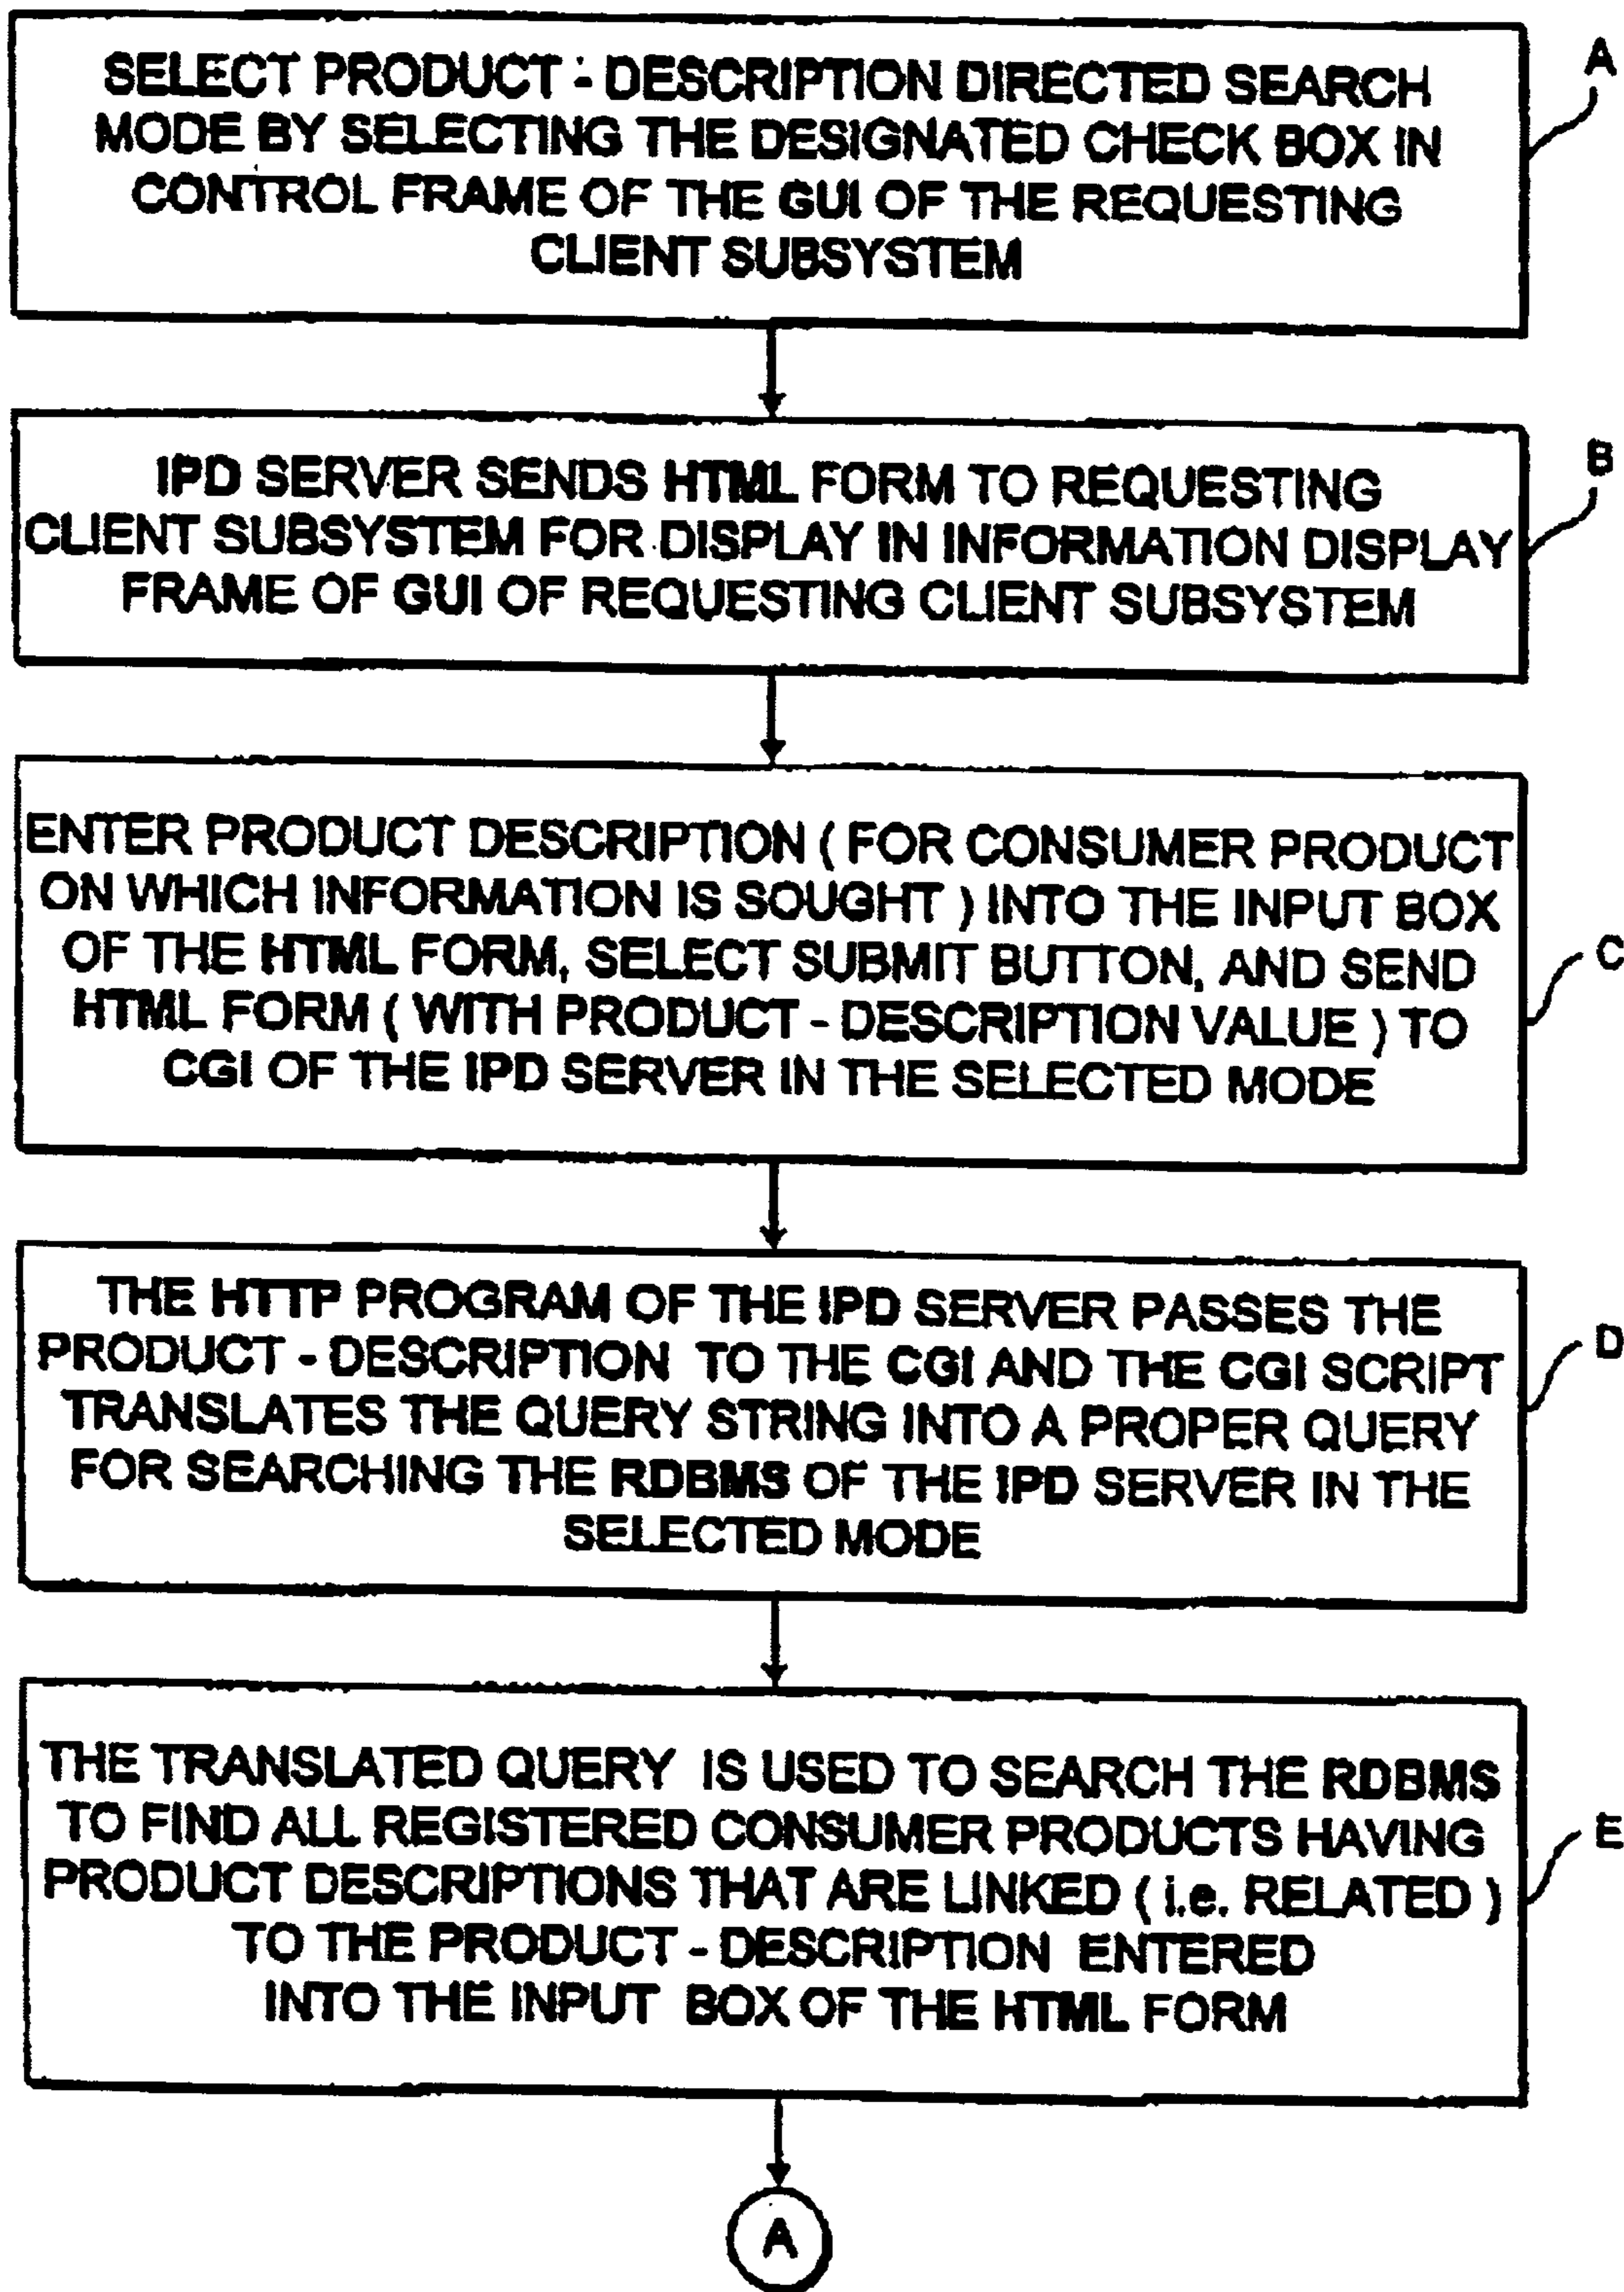 SELECT PRODUCT - DESCRIPTION DIRECTED SEARCH
MODE BY SELECTING THE DESIGNATED CHECK BOX IN
CONTROL FRAME OF THE GUI OF THE REQUESTING
CLIENT SUBSYSTEM
A
IPD SERVER SENDS HTML FORM TO REQUESTING
CLIENT SUBSYSTEM FOR DISPLAY IN INFORMATION DISPLAY
FRAME OF GUI OF REQUESTING CLIENT SUBSYSTEM
B
ENTER PRODUCT DESCRIPTION ( FOR CONSUMER PRODUCT
ON WHICH INFORMATION IS SOUGHT ) INTO THE INPUT BOX
OF THE HTML FORM, SELECT SUBMIT BUTTON, AND SEND
HTML FORM ( WITH PRODUCT - DESCRIPTION VALUE ) TO
CGI OF THE IPD SERVER IN THE SELECTED MODE
C
THE HTTP PROGRAM OF THE IPD SERVER PASSES THE
PRODUCT - DESCRIPTION TO THE CGI AND THE CGI SCRIPT
TRANSLATES THE QUERY STRING INTO A PROPER QUERY
FOR SEARCHING THE RDBMS OF THE IPD SERVER IN THE
SELECTED MODE
D
THE TRANSLATED QUERY IS USED TO SEARCH THE RDBMS
TO FIND ALL REGISTERED CONSUMER PRODUCTS HAVING
PRODUCT DESCRIPTIONS THAT ARE LINKED ( i.e. RELATED )
TO THE PRODUCT - DESCRIPTION ENTERED
INTO THE INPUT BOX OF THE HTML FORM
E
A